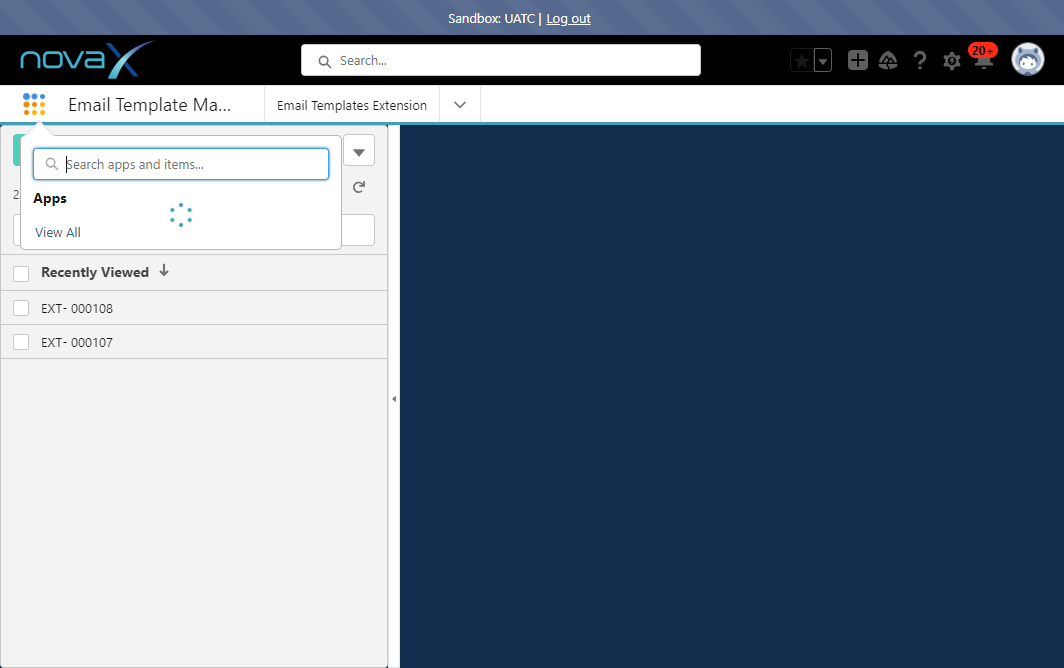 Sandbox: UATC | Log out
novaX
Search...
20+
Email Template Ma...
Email Templates Extension
Search apps and items...
2
Apps
View All
Recently Viewed
EXT- 000108
EXT- 000107